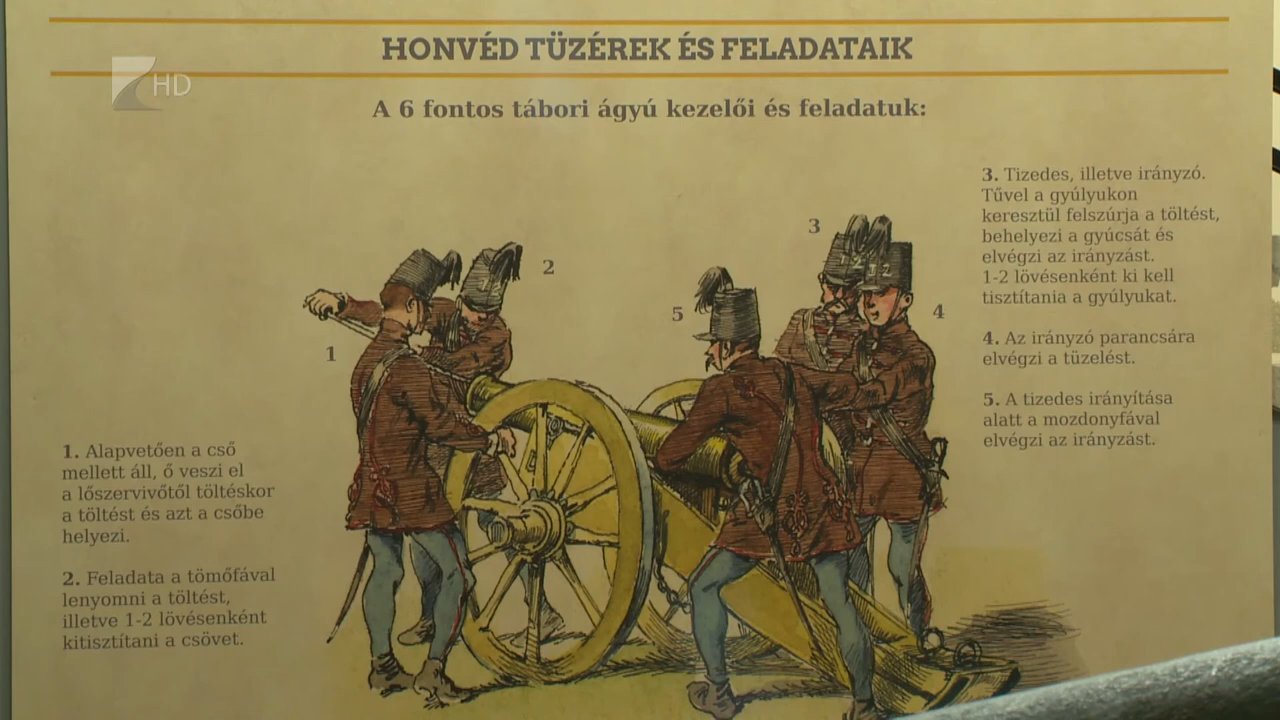 HONVÉD TÜZÉREK ÉS FELADATAIK
HD
A 6 fontos tábori ágyú kezelői és feladatuk:
3. Tizedes, illetve irányzó.
Tűvel a gyúlyukon
keresztül felszúrja a töltést,
behelyezi a gyúcsát és
elvégzi az irányzást.
1-2 lövésenként ki kell
tisztítania a gyúlyukat.
4. Az irányzó parancsára
elvégzi a tüzelést.
5. A tizedes irányítása
alatt a mozdonyfával
elvégzi az irányzást.
3
2
5
4
1
1. Alapvetően a cső
mellett áll, ő veszi el
a lőszervivőtől töltéskor
a töltést és azt a csőbe
helyezi.
2. Feladata a tömőfával
lenyomni a töltést,
illetve 1-2 lövésenként
kitisztítani a csövet.